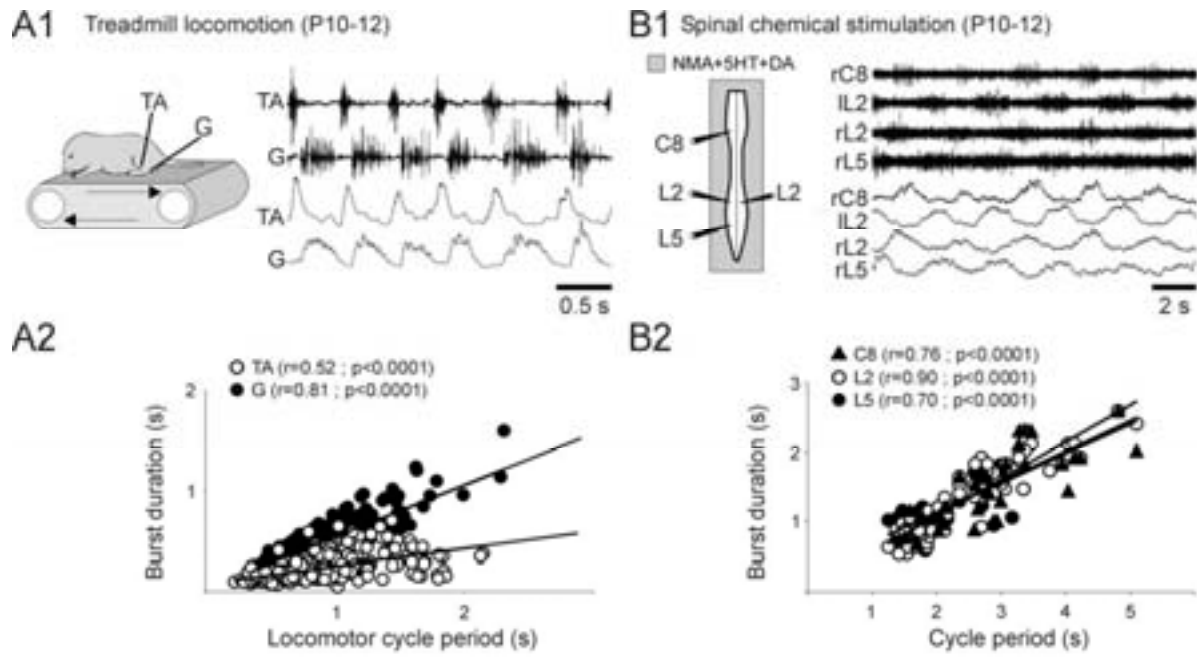 A1 Treadmill locomotion (P10-12)
TA
G
TA
G
TA
G
0.5 s
B1 Spinal chemical stimulation (P10-12)
NMA+5HT+DA
C8
L2
L2
L5
rC8
lL2
rL2
rL5
rC8
lL2
rL2
rL5
2 s
A2
TA (r=0.52 ; p<0.0001)
G (r=0.81 ; p<0.0001)
Burst duration (s)
2
1
1 2
Locomotor cycle period (s)
B2
C8 (r=0.76 ; p<0.0001)
L2 (r=0.90 ; p<0.0001)
L5 (r=0.70 ; p<0.0001)
Burst duration (s)
3
2
1
1 2 3 4 5
Cycle period (s)